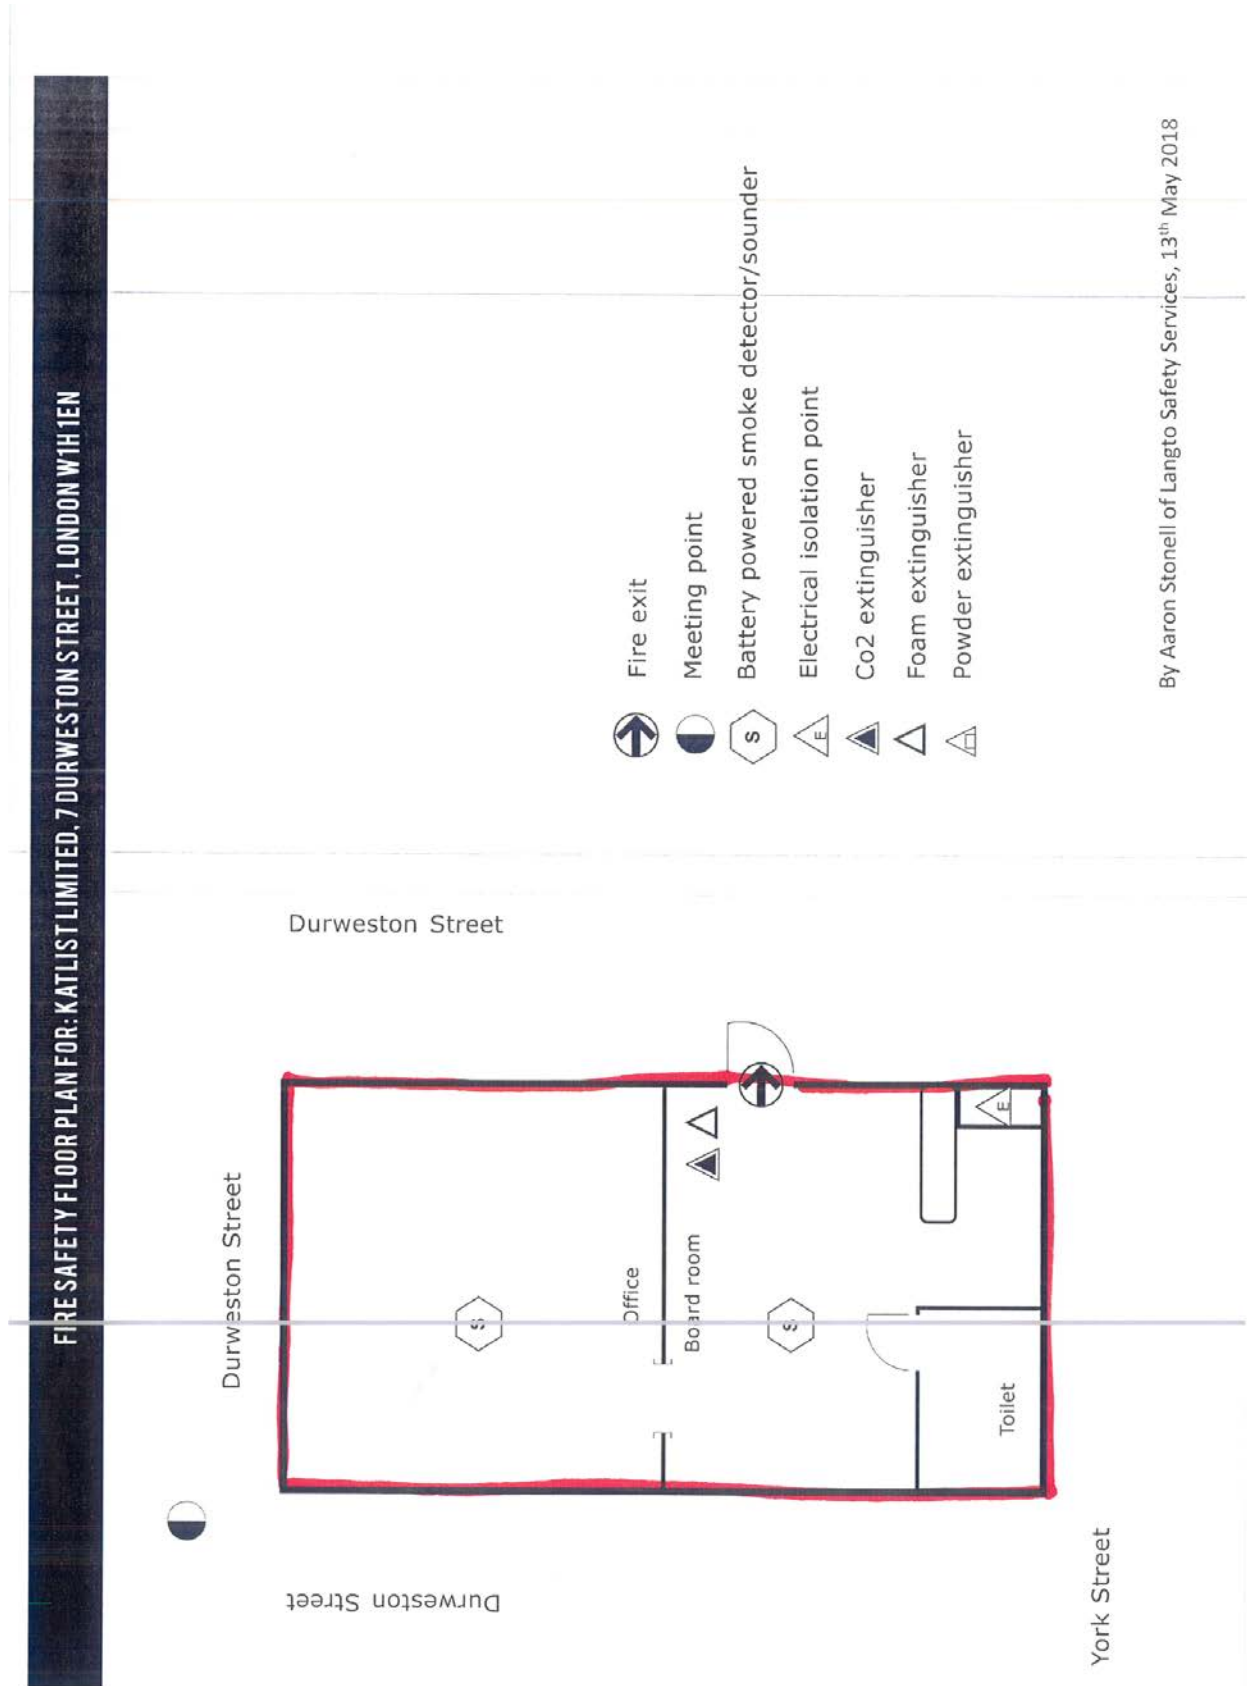 FIRE SAFETY FLOOR PLAN FOR: KATLIST LIMITED, 7 DURWESTON STREET, LONDON W1H 1EN
Durweston Street
Durweston Street
Durweston Street
S
Office
Board room
S
E
Toilet
York Street
Fire exit
Meeting point
S
Battery powered smoke detector/sounder
E
Electrical isolation point
Co2 extinguisher
Foam extinguisher
Powder extinguisher
By Aaron Stonell of Langto Safety Services, 13th May 2018